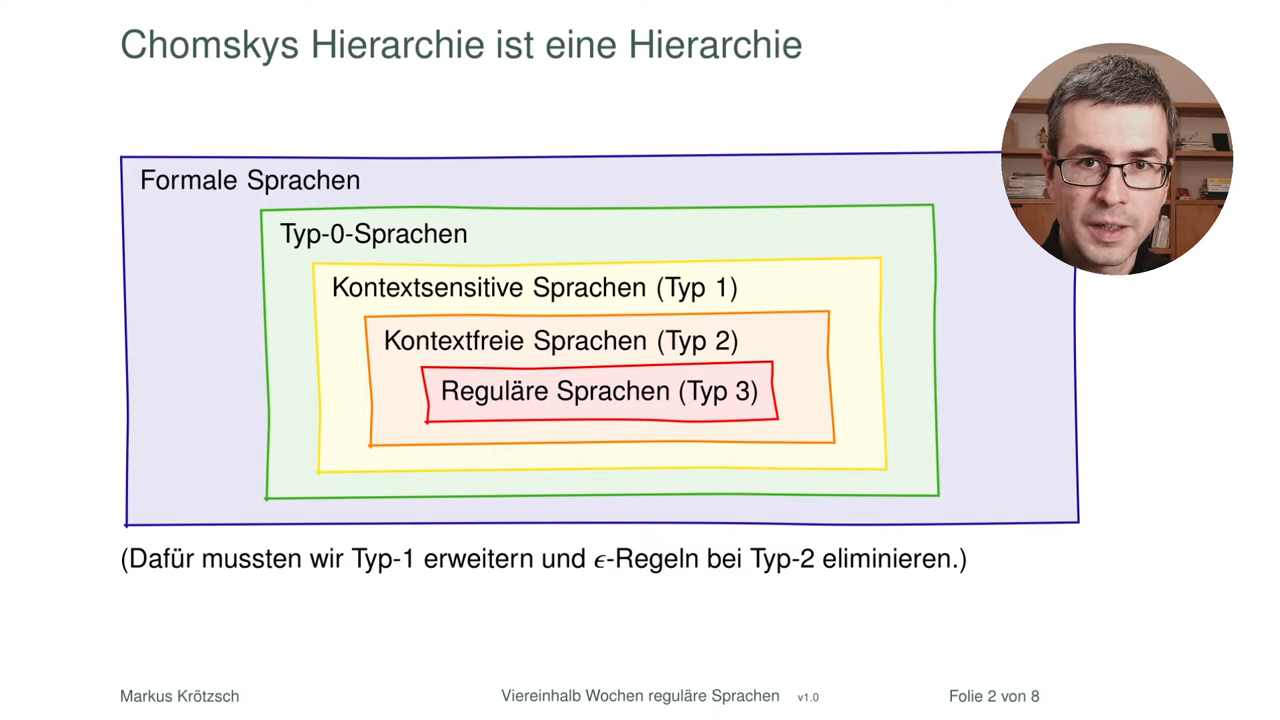 Chomskys Hierarchie ist eine Hierarchie
Formale Sprachen
Typ-0-Sprachen
Kontextsensitive Sprachen (Typ 1)
Kontextfreie Sprachen (Typ 2)
Reguläre Sprachen (Typ 3)
(Dafür mussten wir Typ-1 erweitern und ϵ-Regeln bei Typ-2 eliminieren.)
Markus Krötzsch Viereinhalb Wochen reguläre Sprachen v1.0 Folie 2 von 8